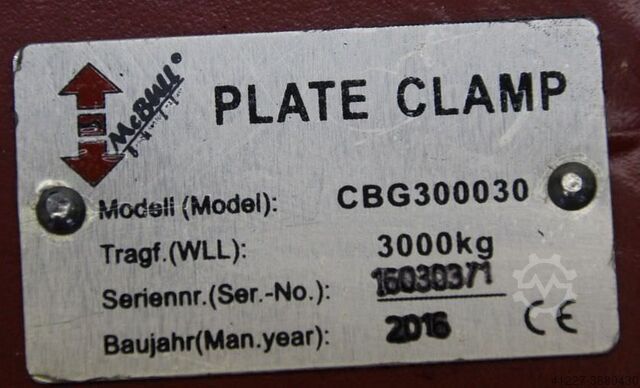 McBULL®
PLATE CLAMP
Modell (Model): CBG300030
Tragf.(WLL): 3000kg
Seriennr.(Ser.-No.): 16030371
Baujahr(Man.year): 2016 CE